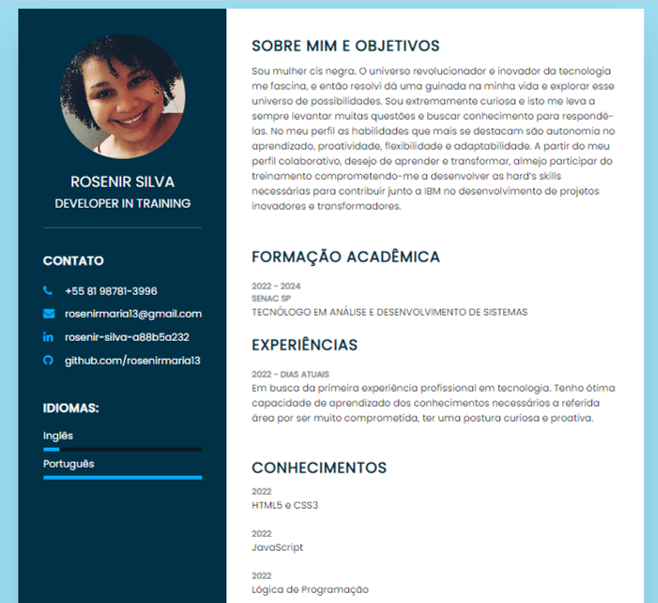 ROSENIR SILVA
DEVELOPER IN TRAINING
CONTATO
+55 81 98781-3996
rosenirmaria13@gmail.com
rosenir-silva-a88b5a232
github.com/rosenirmaria13
IDIOMAS:
Inglês
Português
SOBRE MIM E OBJETIVOS
Sou mulher cis negra. O universo revolucionador e inovador da tecnologia
me fascina, e então resolvi dá uma guinada na minha vida e explorar esse
universo de possibilidades. Sou extremamente curiosa e isto me leva a
sempre levantar muitas questões e buscar conhecimento para respondê-
las. No meu perfil as habilidades que mais se destacam são autonomia no
aprendizado, proatividade, flexibilidade e adaptabilidade. A partir do meu
perfil colaborativo, desejo de aprender e transformar, almejo participar do
treinamento comprometendo-me a desenvolver as hard's skills
necessárias para contribuir junto a IBM no desenvolvimento de projetos
inovadores e transformadores.
FORMAÇÃO ACADÊMICA
2022 - 2024
SENAC SP
TECNÓLOGO EM ANÁLISE E DESENVOLVIMENTO DE SISTEMAS
EXPERIÊNCIAS
2022 - DIAS ATUAIS
Em busca da primeira experiência profissional em tecnologia. Tenho ótima
capacidade de aprendizado dos conhecimentos necessários a referida
área por ser muito comprometida, ter uma postura curiosa e proativa.
CONHECIMENTOS
2022
HTML5 e CSS3
2022
JavaScript
2022
Lógica de Programação